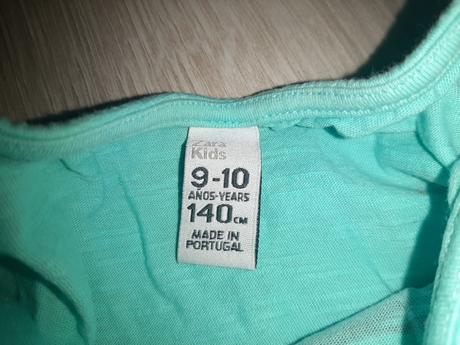 Zara
Kids
9-10
AÑOS-YEARS
140CM
MADE IN
PORTUGAL